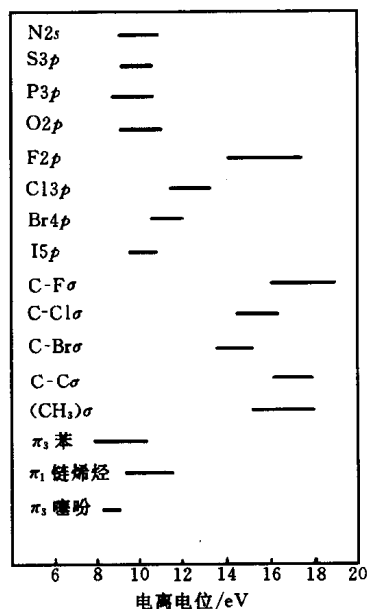 N2s
S3p
P3p
O2p
F2p
Cl3p
Br4p
I5p
C-Fσ
C-Clσ
C-Brσ
C-Cσ
(CH₃)σ
π₃ 苯
π₁ 链烯烃
π₃ 噻吩
6 8 10 12 14 16 18 20
电离电位/eV